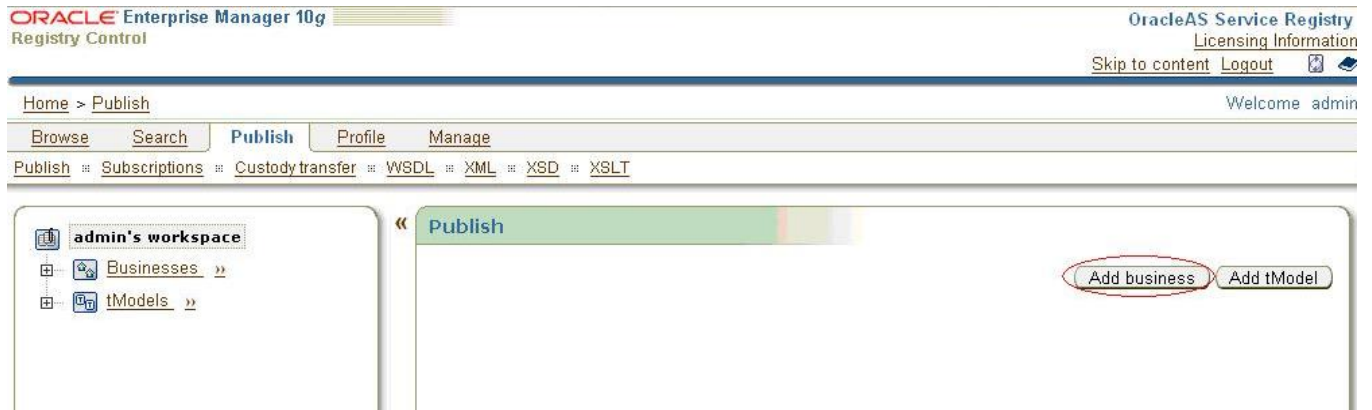 ORACLE Enterprise Manager 10g
Registry Control
OracleAS Service Registry
Licensing Information
Skip to content Logout
Home > Publish
Welcome admin
Browse Search Publish Profile Manage
Publish Subscriptions Custody transfer WSDL XML XSD XSLT
admin's workspace
Businesses »
tModels »
«
Publish
Add business Add tModel